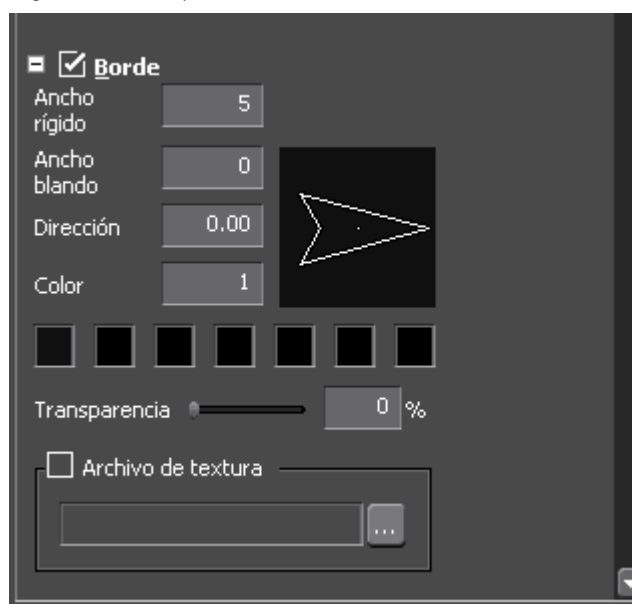 Borde
Ancho
rígido
5
Ancho
blando
0
Dirección
0.00
Color
1
Transparencia
0 %
Archivo de textura
...